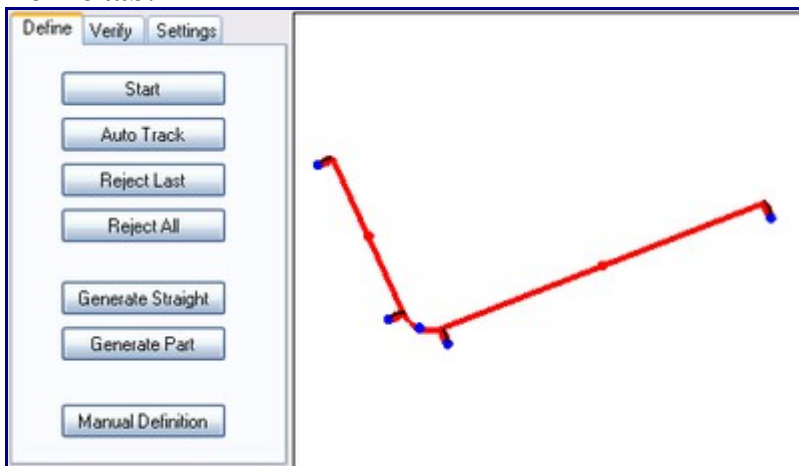 Define Verify Settings
Start
Auto Track
Reject Last
Reject All
Generate Straight
Generate Part
Manual Definition